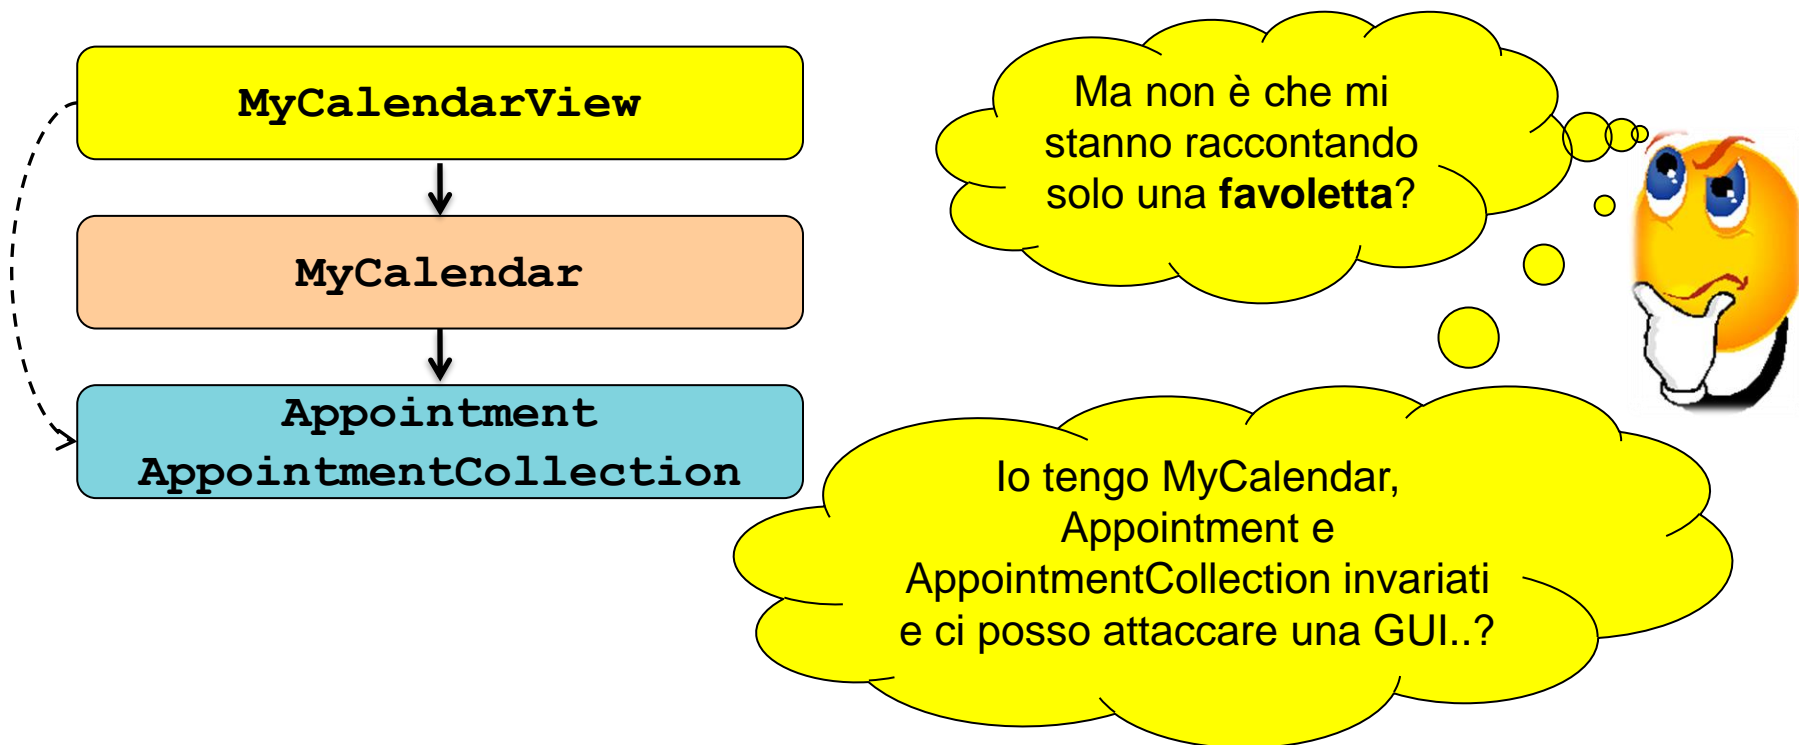 MyCalendarView
MyCalendar
Appointment
AppointmentCollection
Ma non è che mi
stanno raccontando
solo una favoletta?
Io tengo MyCalendar,
Appointment e
AppointmentCollection invariati
e ci posso attaccare una GUI..?